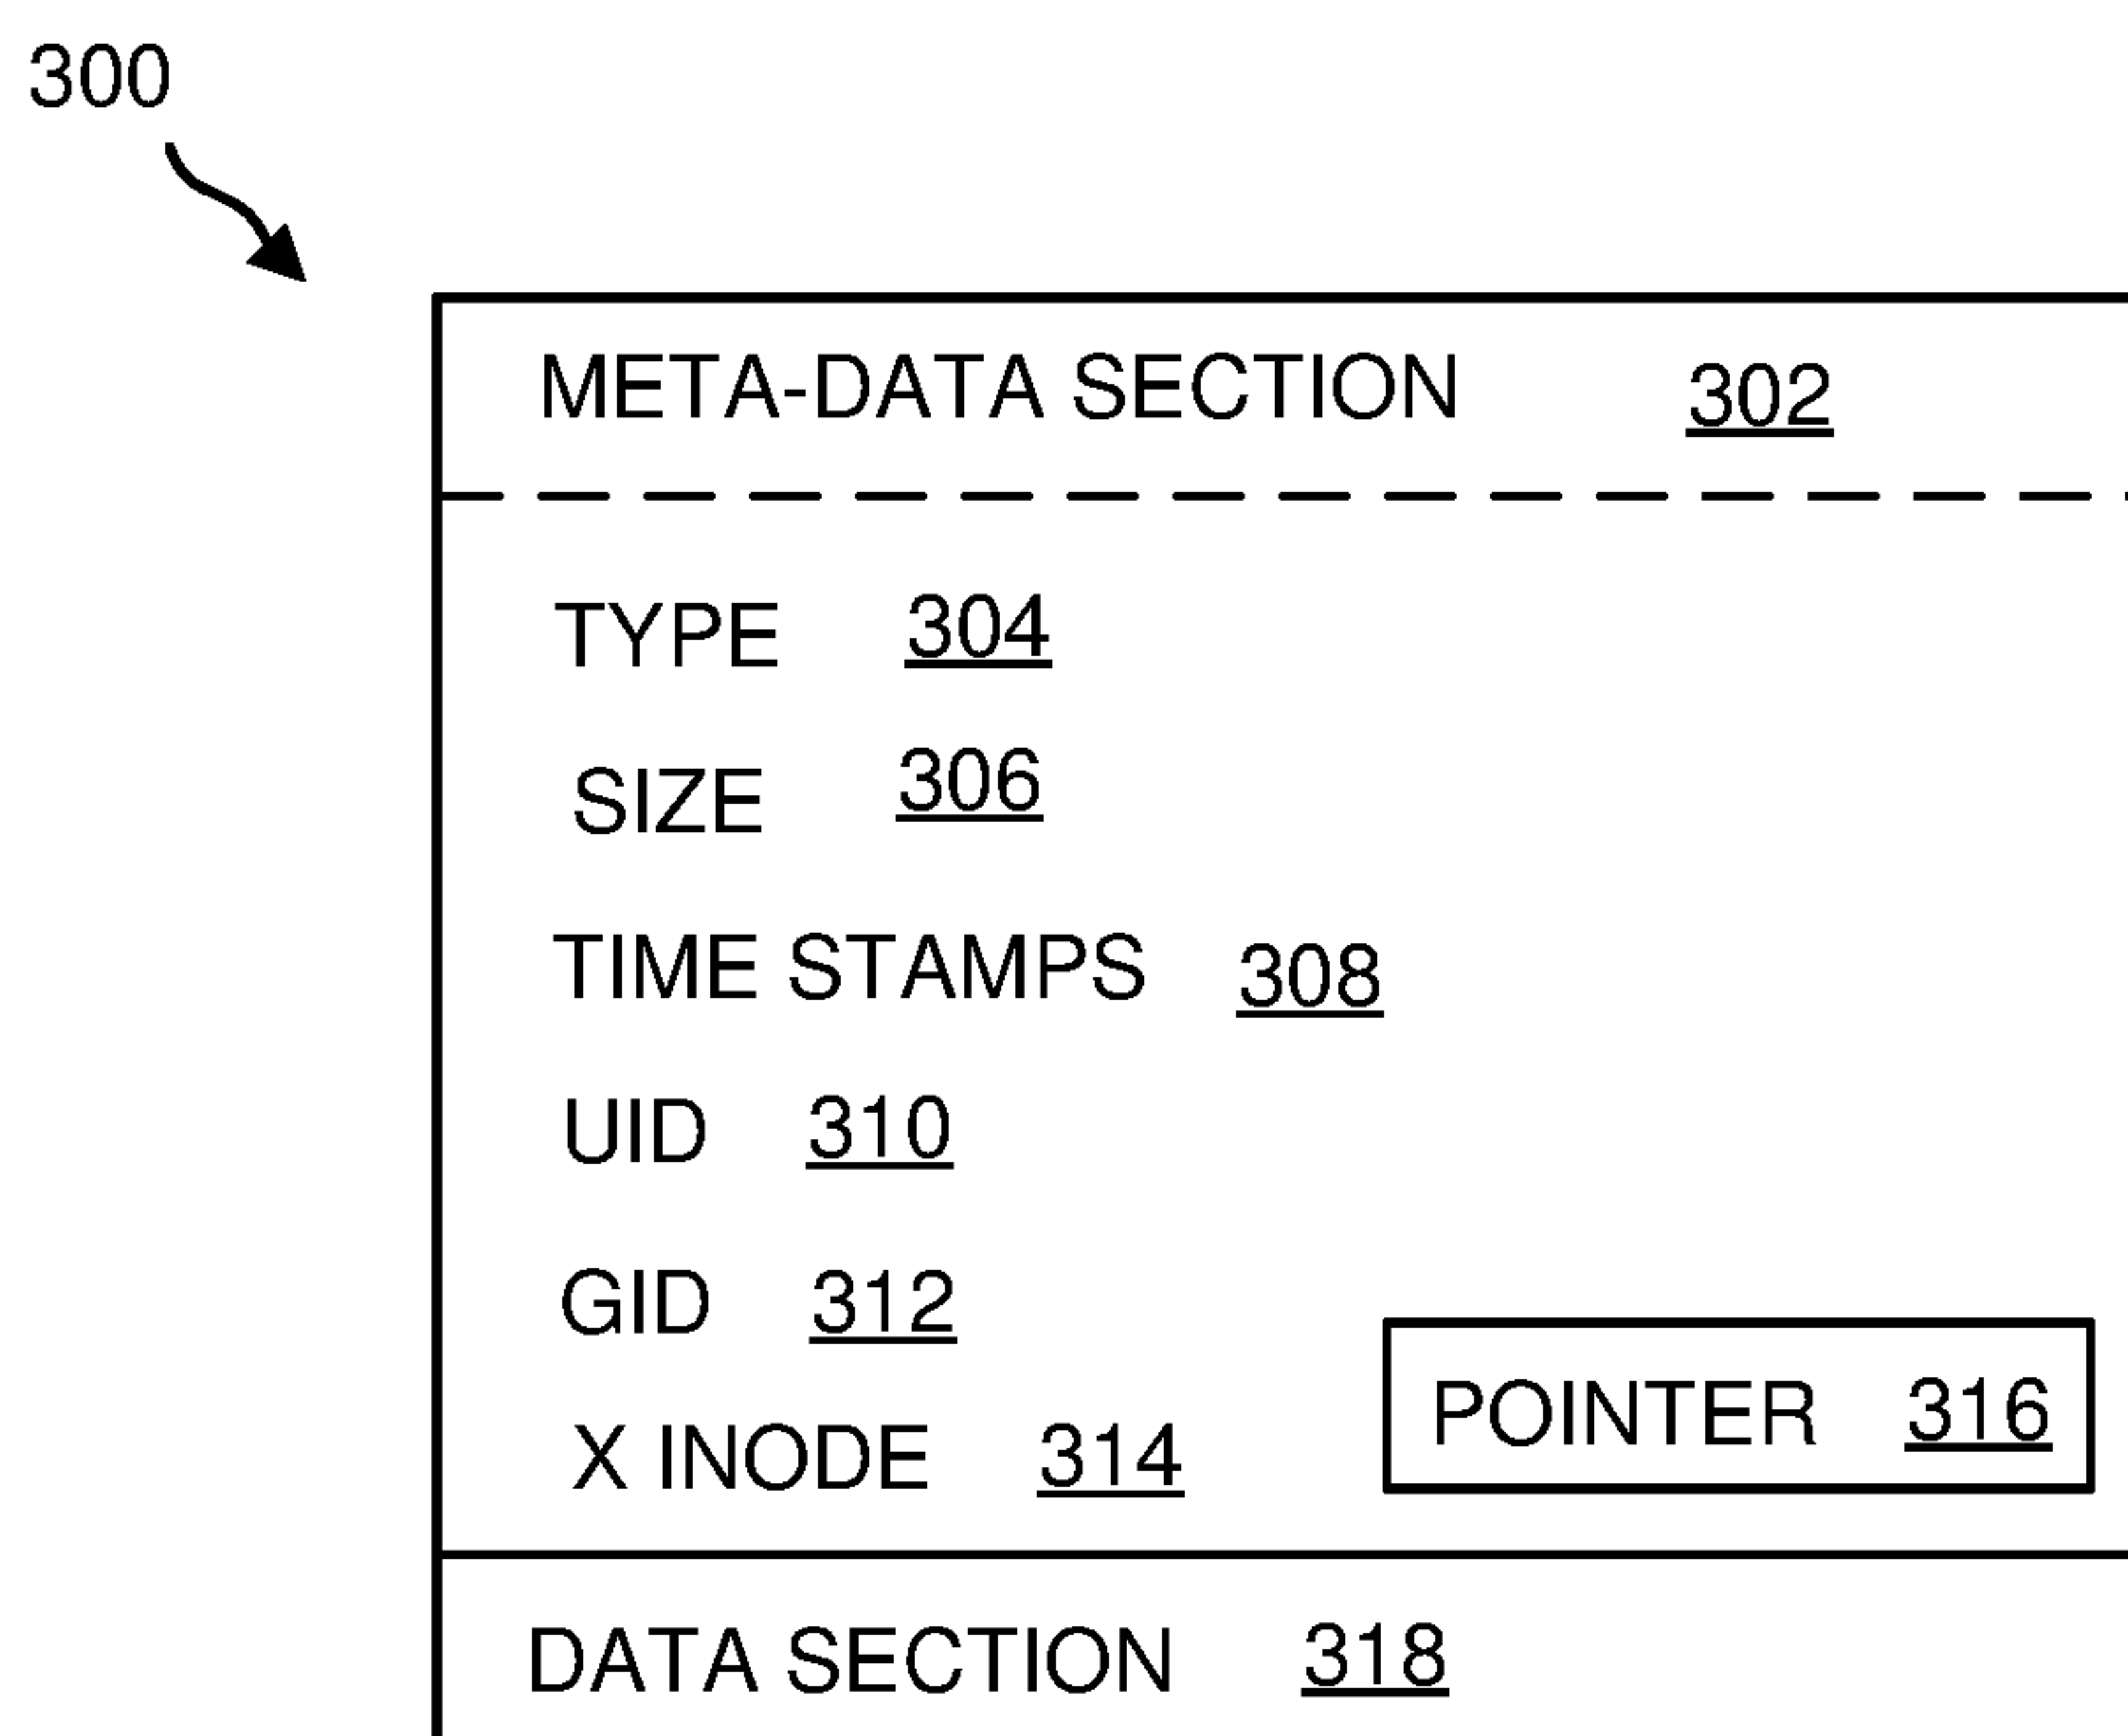 300
META-DATA SECTION 302
TYPE 304
SIZE 306
TIME STAMPS 308
UID 310
GID 312
X INODE 314
POINTER 316
DATA SECTION 318